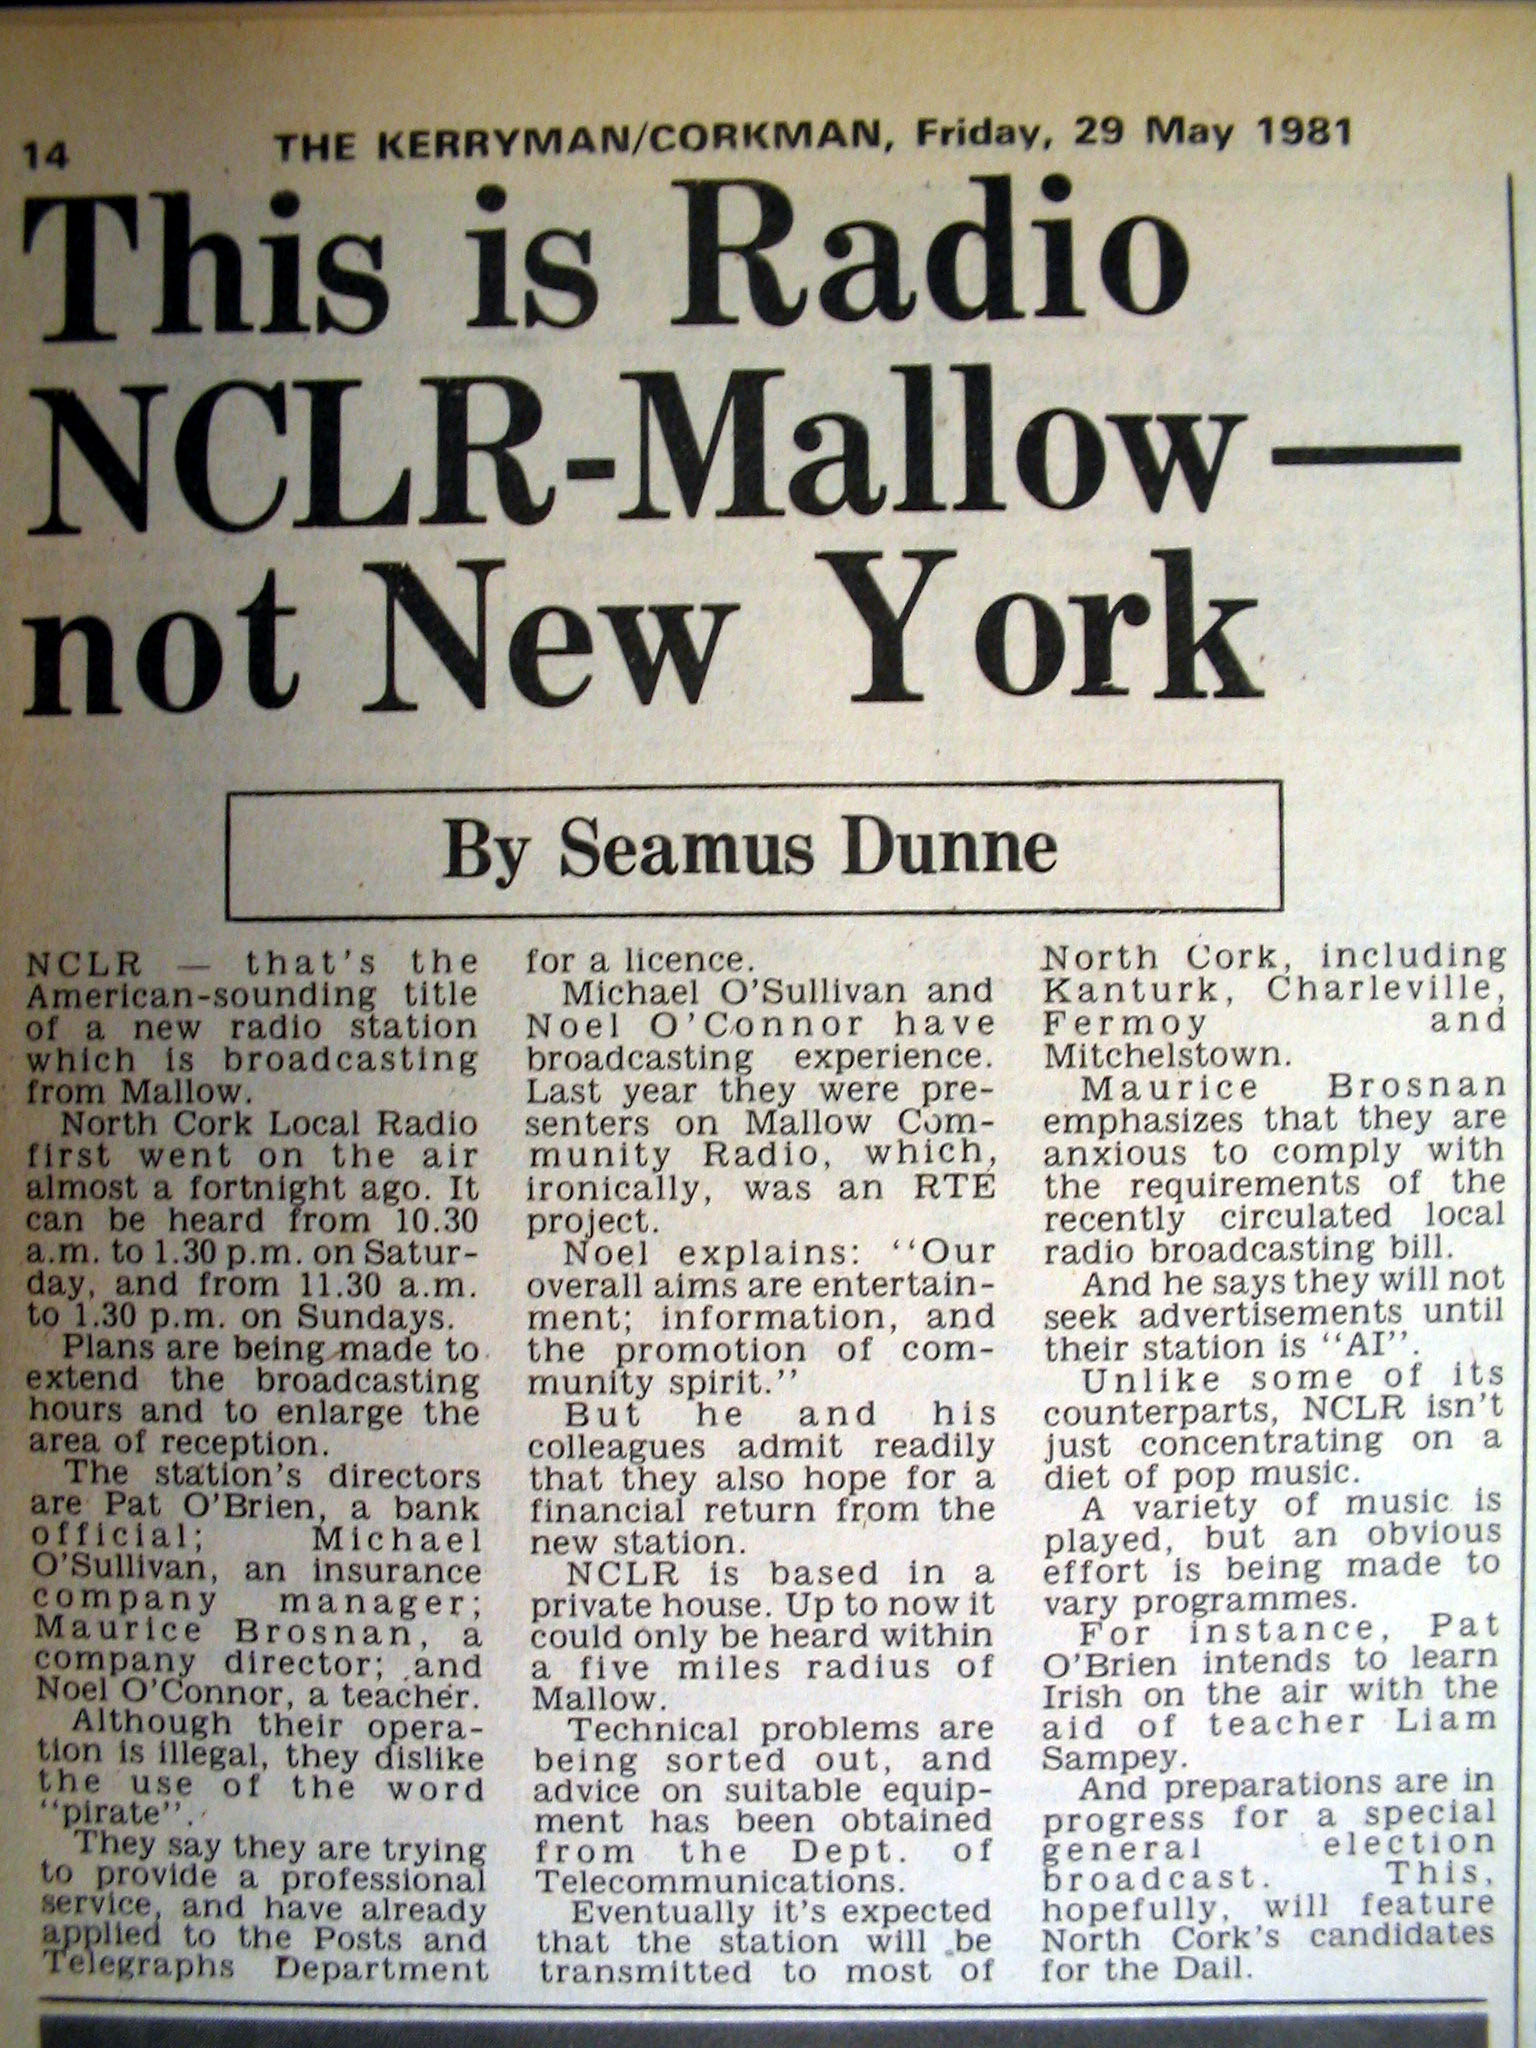 14
THE KERRYMAN/CORKMAN, Friday, 29 May 1981
This is Radio
NCLR-Mallow —
not New York
By Seamus Dunne
NCLR — that's the
American-sounding title
of a new radio station
which is broadcasting
from Mallow.
North Cork Local Radio
first went on the air
almost a fortnight ago. It
can be heard from 10.30
a.m. to 1.30 p.m. on Satur-
day, and from 11.30 a.m.
to 1.30 p.m. on Sundays.
Plans are being made to
extend the broadcasting
hours and to enlarge the
area of reception.
The station's directors
are Pat O'Brien, a bank
official; Michael
O'Sullivan, an insurance
company manager;
Maurice Brosnan, a
company director; and
Noel O'Connor, a teacher.
Although their opera-
tion is illegal, they dislike
the use of the word
"pirate".
They say they are trying
to provide a professional
service, and have already
applied to the Posts and
Telegraphs Department
for a licence.
Michael O'Sullivan and
Noel O'Connor have
broadcasting experience.
Last year they were pre-
senters on Mallow Com-
munity Radio, which,
ironically, was an RTE
project.
Noel explains: "Our
overall aims are entertain-
ment; information, and
the promotion of com-
munity spirit."
But he and his
colleagues admit readily
that they also hope for a
financial return from the
new station.
NCLR is based in a
private house. Up to now it
could only be heard within
a five miles radius of
Mallow.
Technical problems are
being sorted out, and
advice on suitable equip-
ment has been obtained
from the Dept. of
Telecommunications.
Eventually it's expected
that the station will be
transmitted to most of
North Cork, including
Kanturk, Charleville,
Fermoy and
Mitchelstown.
Maurice Brosnan
emphasizes that they are
anxious to comply with
the requirements of the
recently circulated local
radio broadcasting bill.
And he says they will not
seek advertisements until
their station is "AI".
Unlike some of its
counterparts, NCLR isn't
just concentrating on a
diet of pop music.
A variety of music is
played, but an obvious
effort is being made to
vary programmes.
For instance, Pat
O'Brien intends to learn
Irish on the air with the
aid of teacher Liam
Sampey.
And preparations are in
progress for a special
general election
broadcast. This,
hopefully, will feature
North Cork's candidates
for the Dail.